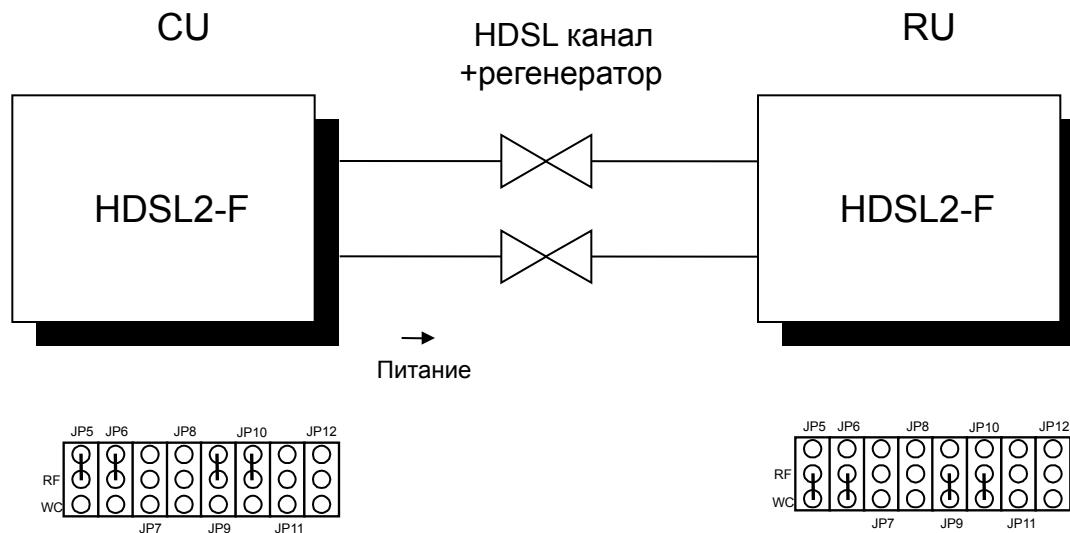 CU
HDSL канал
+регенератор
RU
HDSL2-F
HDSL2-F
Питание
JP5 JP6 JP8 JP10 JP12
RF
WC
JP7 JP9 JP11
JP5 JP6 JP8 JP10 JP12
RF
WC
JP7 JP9 JP11